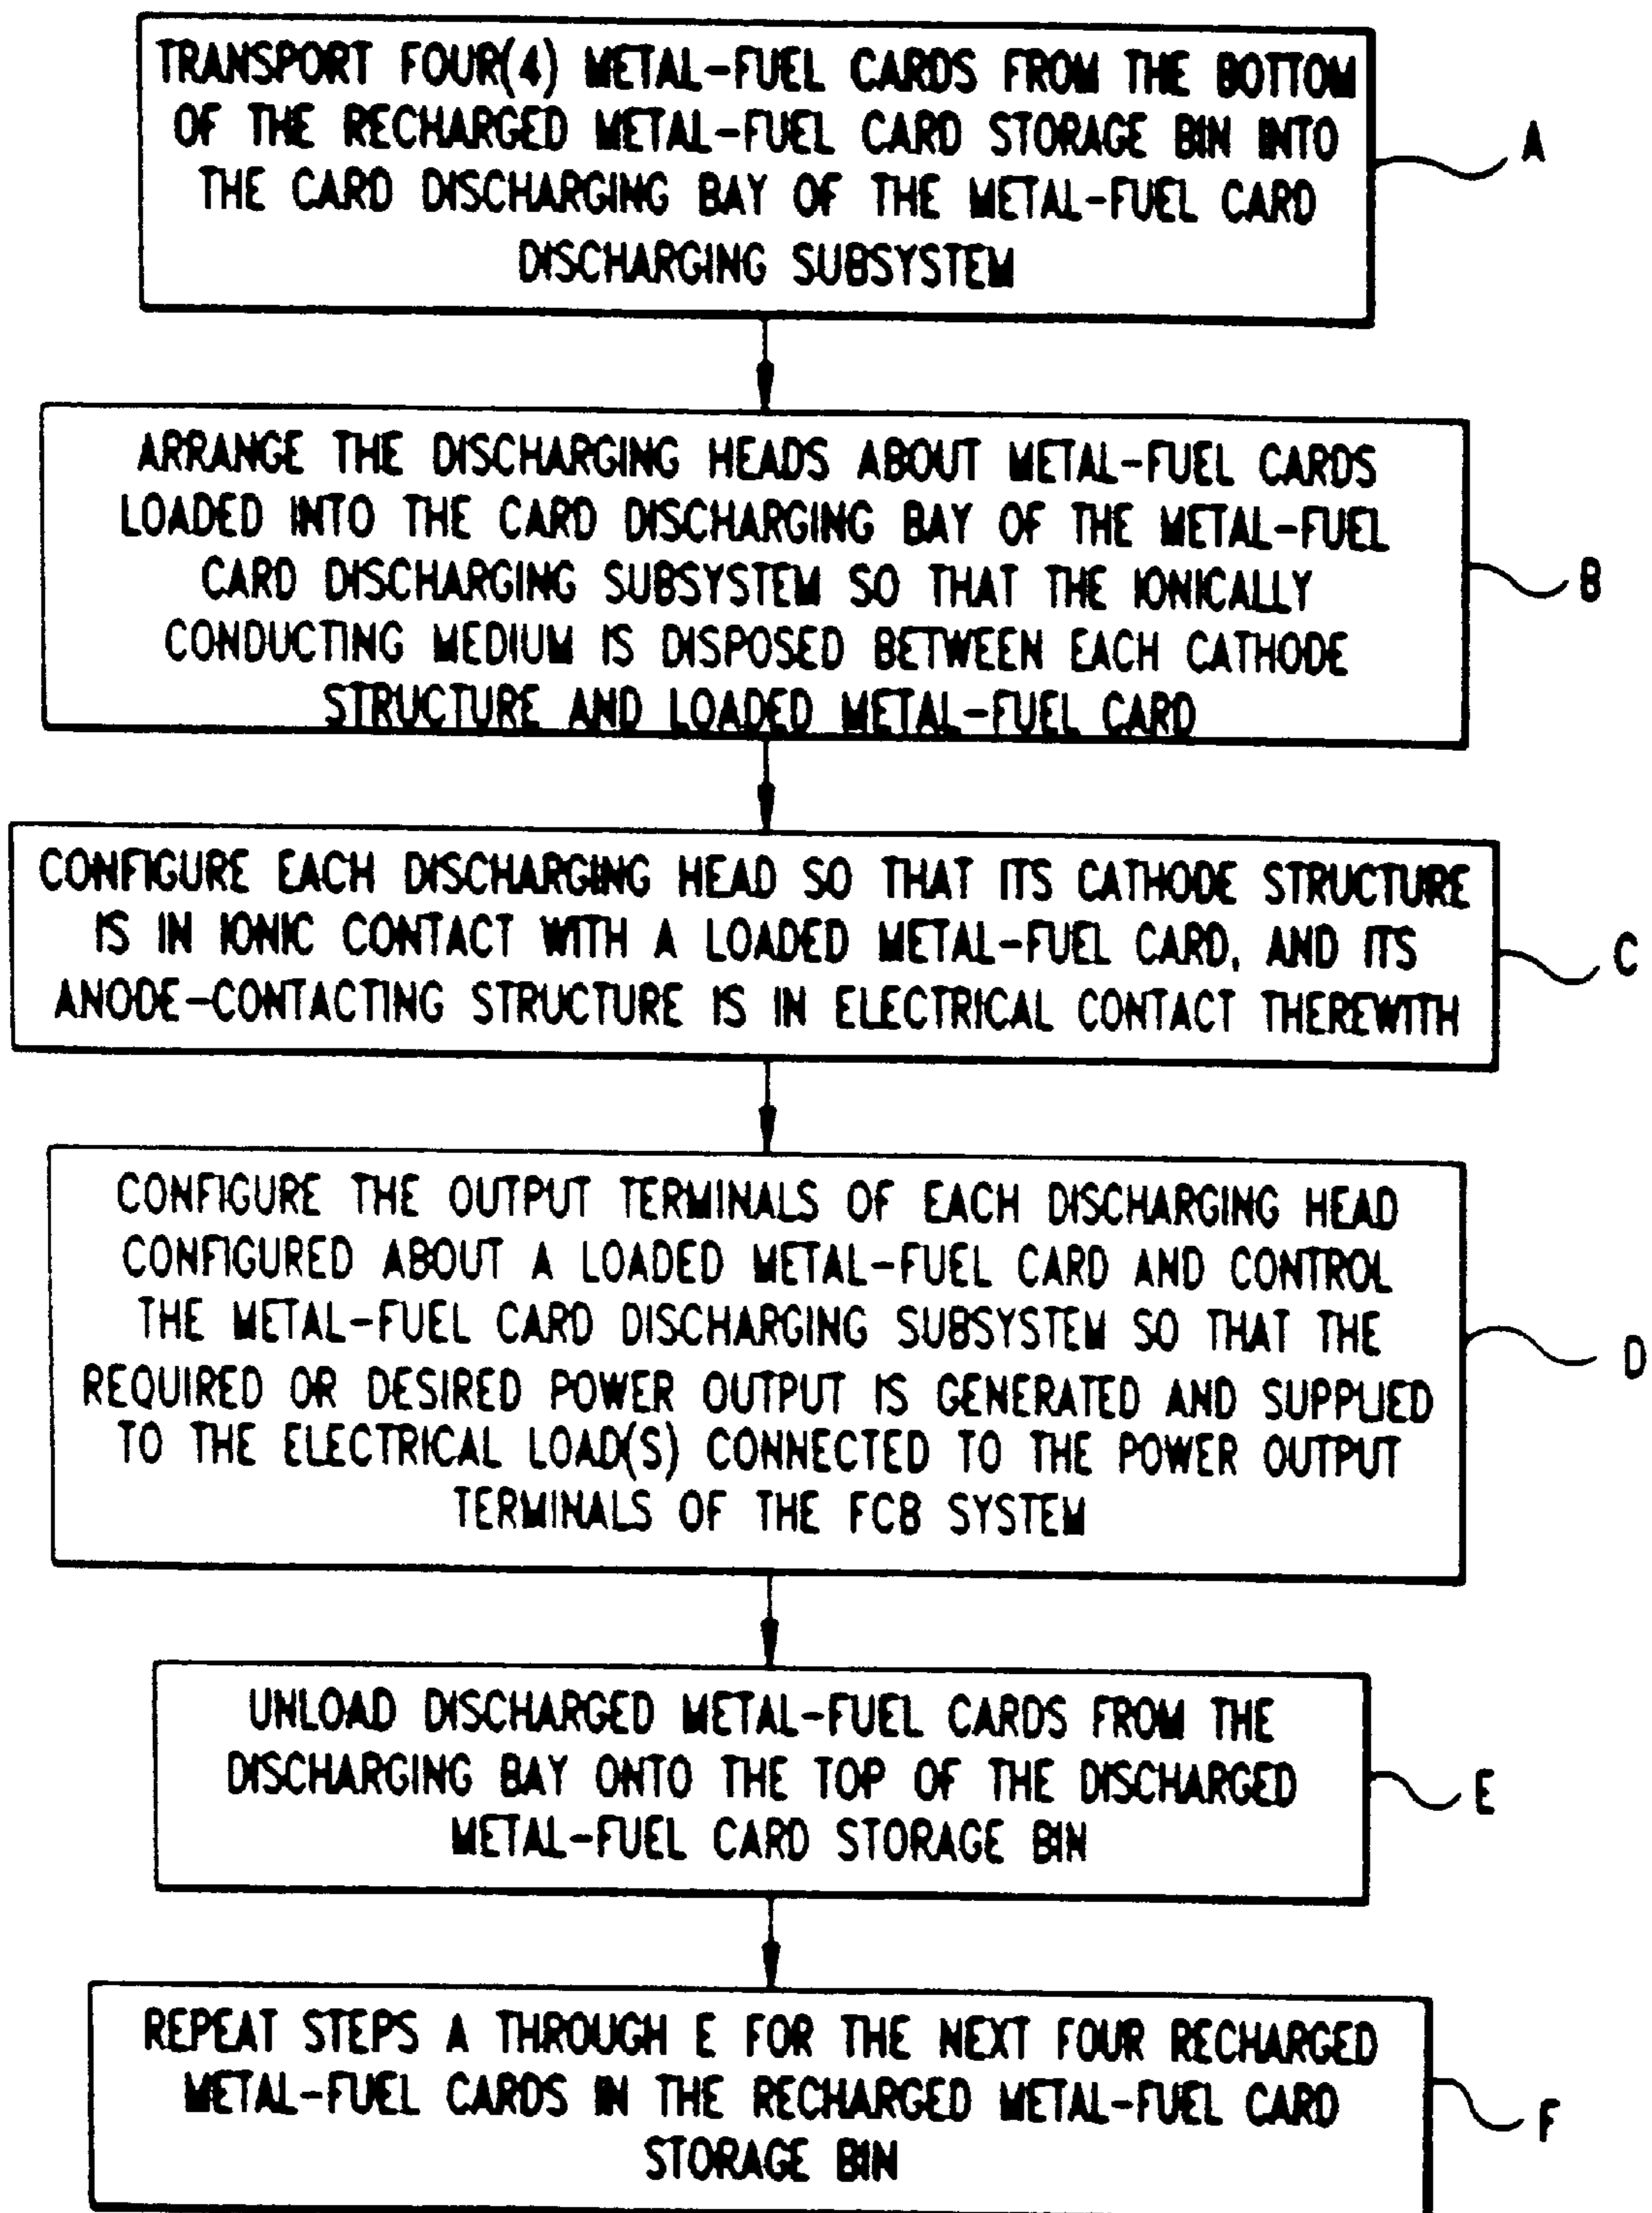 TRANSPORT FOUR(4) METAL-FUEL CARDS FROM THE BOTTOM
OF THE RECHARGED METAL-FUEL CARD STORAGE BIN INTO
THE CARD DISCHARGING BAY OF THE METAL-FUEL CARD
DISCHARGING SUBSYSTEM
A
ARRANGE THE DISCHARGING HEADS ABOUT METAL-FUEL CARDS
LOADED INTO THE CARD DISCHARGING BAY OF THE METAL-FUEL
CARD DISCHARGING SUBSYSTEM SO THAT THE IONICALLY
CONDUCTING MEDIUM IS DISPOSED BETWEEN EACH CATHODE
STRUCTURE AND LOADED METAL-FUEL CARD
B
CONFIGURE EACH DISCHARGING HEAD SO THAT ITS CATHODE STRUCTURE
IS IN IONIC CONTACT WITH A LOADED METAL-FUEL CARD, AND ITS
ANODE-CONTACTING STRUCTURE IS IN ELECTRICAL CONTACT THEREWITH
C
CONFIGURE THE OUTPUT TERMINALS OF EACH DISCHARGING HEAD
CONFIGURED ABOUT A LOADED METAL-FUEL CARD AND CONTROL
THE METAL-FUEL CARD DISCHARGING SUBSYSTEM SO THAT THE
REQUIRED OR DESIRED POWER OUTPUT IS GENERATED AND SUPPLIED
TO THE ELECTRICAL LOAD(S) CONNECTED TO THE POWER OUTPUT
TERMINALS OF THE FCB SYSTEM
D
UNLOAD DISCHARGED METAL-FUEL CARDS FROM THE
DISCHARGING BAY ONTO THE TOP OF THE DISCHARGED
METAL-FUEL CARD STORAGE BIN
E
REPEAT STEPS A THROUGH E FOR THE NEXT FOUR RECHARGED
METAL-FUEL CARDS IN THE RECHARGED METAL-FUEL CARD
STORAGE BIN
F